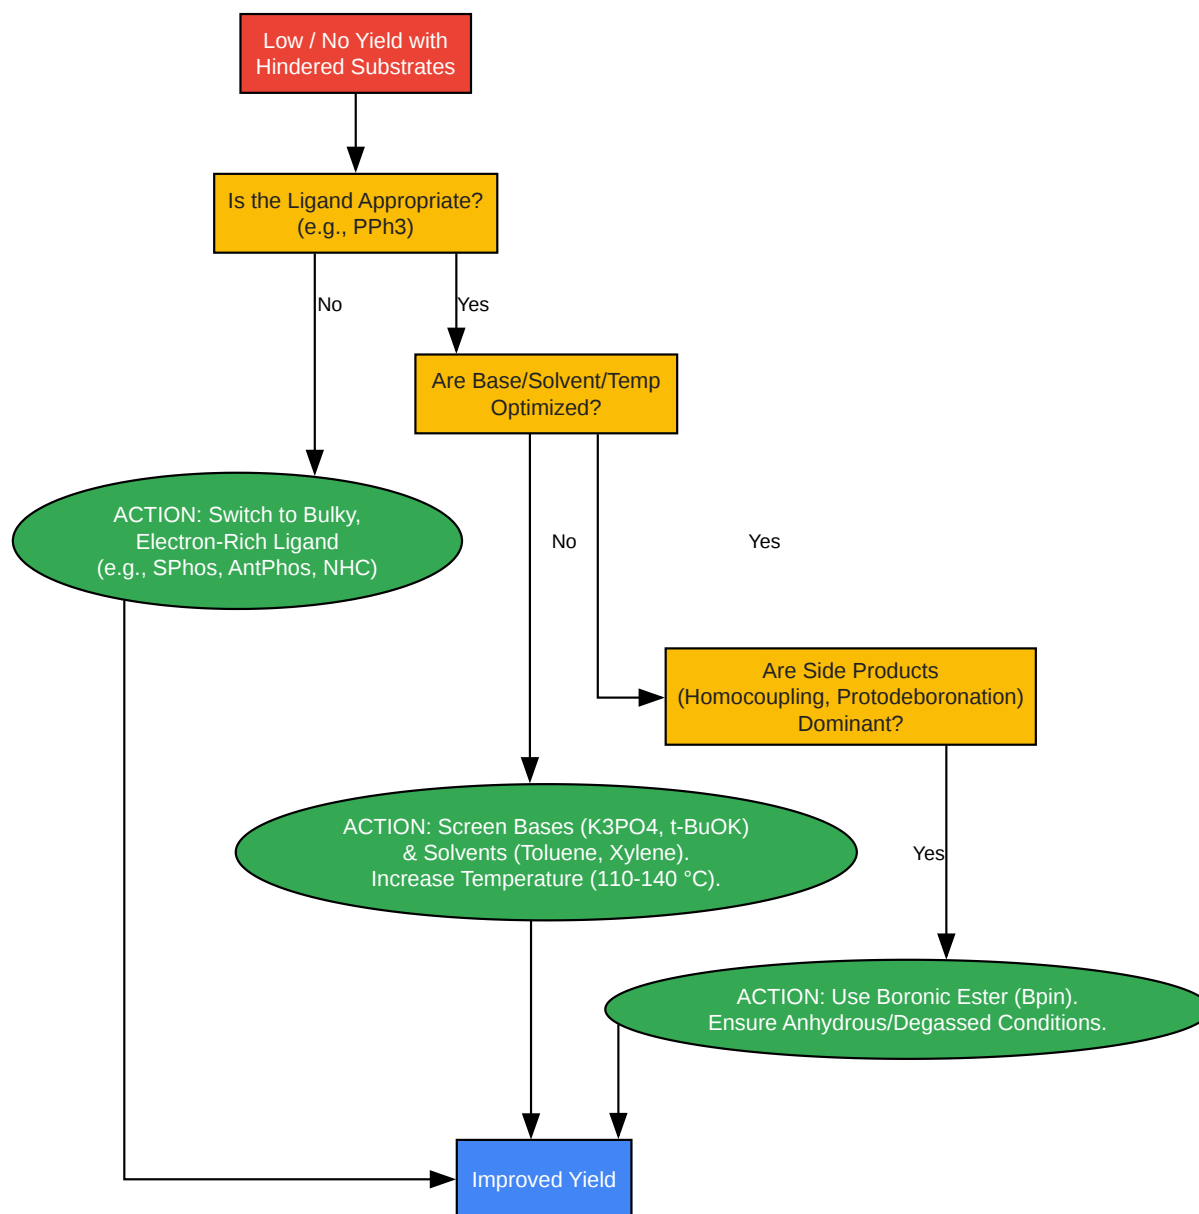 Low / No Yield with
Hindered Substrates
Is the Ligand Appropriate?
(e.g., PPh3)
No
Yes
Are Base/Solvent/Temp
Optimized?
ACTION: Switch to Bulky,
Electron-Rich Ligand
(e.g., SPhos, AntPhos, NHC)
No
Yes
Are Side Products
(Homocoupling, Protodeboronation)
Dominant?
ACTION: Screen Bases (K3PO4, t-BuOK)
& Solvents (Toluene, Xylene).
Increase Temperature (110-140 °C).
Yes
ACTION: Use Boronic Ester (Bpin).
Ensure Anhydrous/Degassed Conditions.
Improved Yield